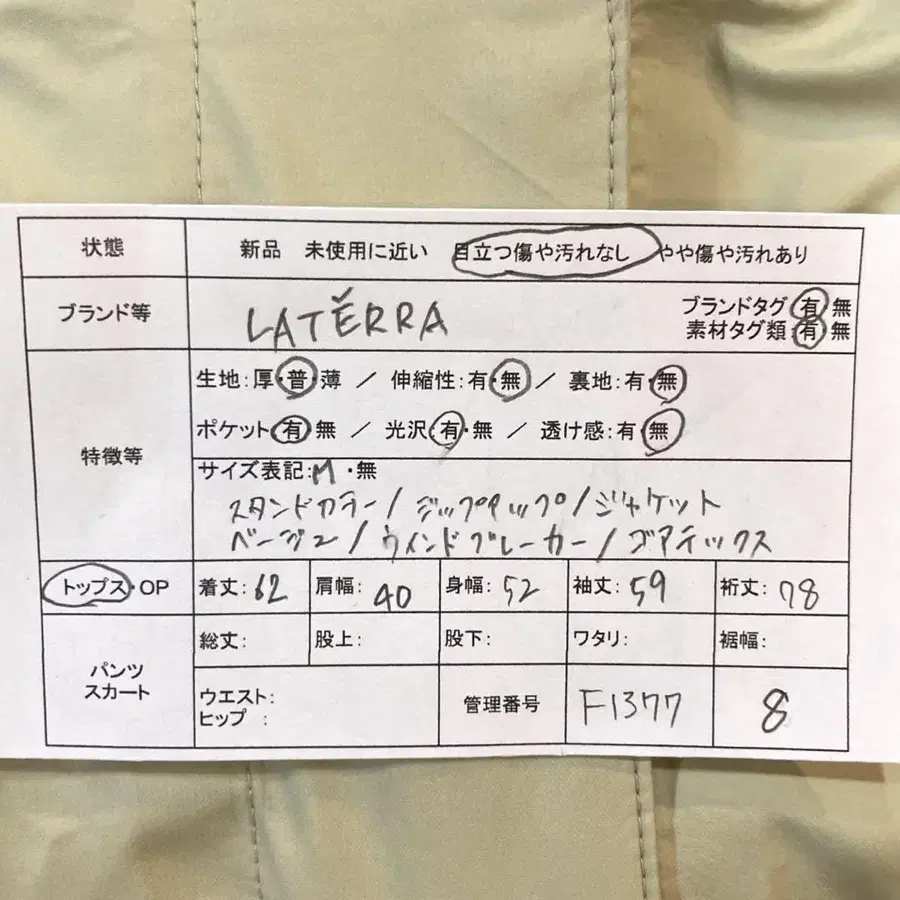 状態 新品 未使用に近い 目立つ傷や汚れなし やや傷や汚れあり
ブランド等 LATĚRRA ブランドタグ 有 無
素材タグ類:有・無
特徴等
生地:厚・普・薄 / 伸縮性:有・無 / 裏地:有・無
ポケット 有・無 / 光沢:有・無 / 透け感:有・無
サイズ表記:M・無
スタンドカラー/ジップアップ/ジャケット
ベージュ/ウインドブレーカー/ゴアテックス
トップス・OP 着丈:62 肩幅:40 身幅:52 袖丈:59 裄丈:78
パンツ
スカート
総丈: 股上: 股下: ワタリ: 裾幅:
ウエスト:
ヒップ :
管理番号 F1377 8